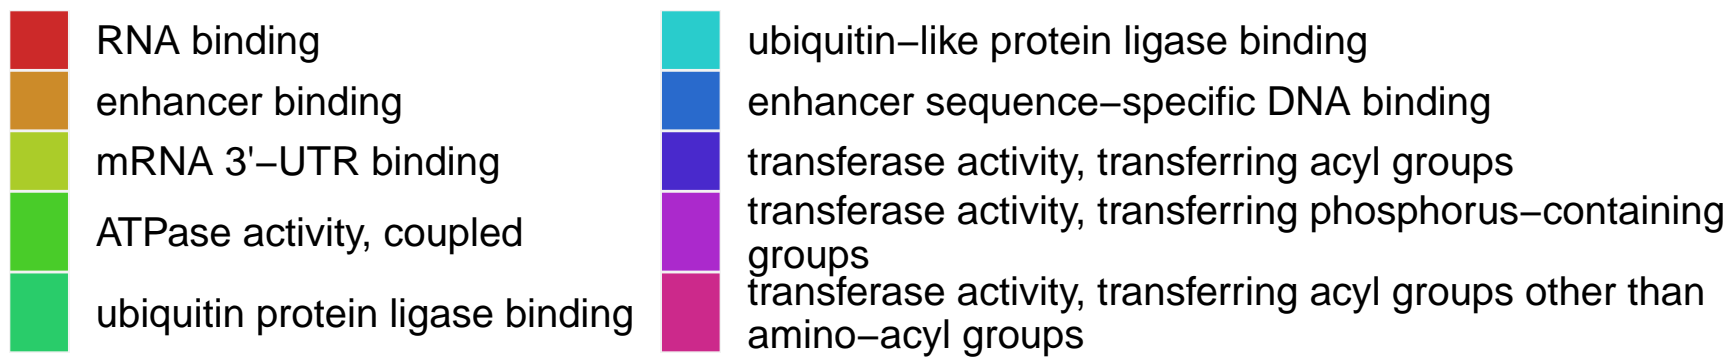 RNA binding
enhancer binding
mRNA 3'−UTR binding
ATPase activity, coupled
ubiquitin protein ligase binding
ubiquitin−like protein ligase binding
enhancer sequence−specific DNA binding
transferase activity, transferring acyl groups
transferase activity, transferring phosphorus−containing
groups
transferase activity, transferring acyl groups other than
amino−acyl groups